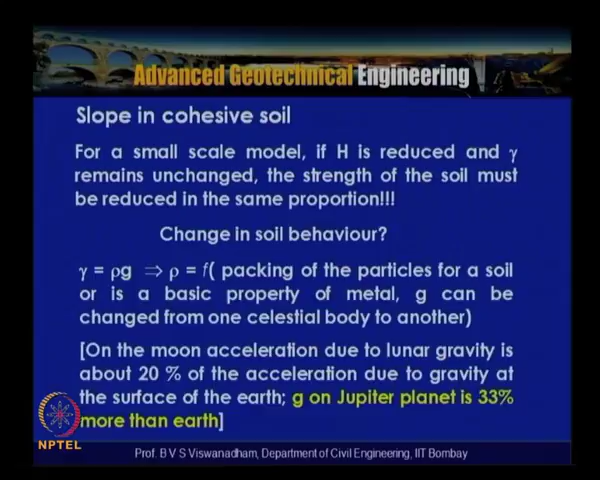 Advanced Geotechnical Engineering
Slope in cohesive soil
For a small scale model, if H is reduced and γ
remains unchanged, the strength of the soil must
be reduced in the same proportion!!!
Change in soil behaviour?
γ = ρg ⇒ ρ = f( packing of the particles for a soil
or is a basic property of metal, g can be
changed from one celestial body to another)
[On the moon acceleration due to lunar gravity is
about 20 % of the acceleration due to gravity at
the surface of the earth; g on Jupiter planet is 33%
more than earth]
NPTEL
Prof. B V S Viswanadham, Department of Civil Engineering, IIT Bombay